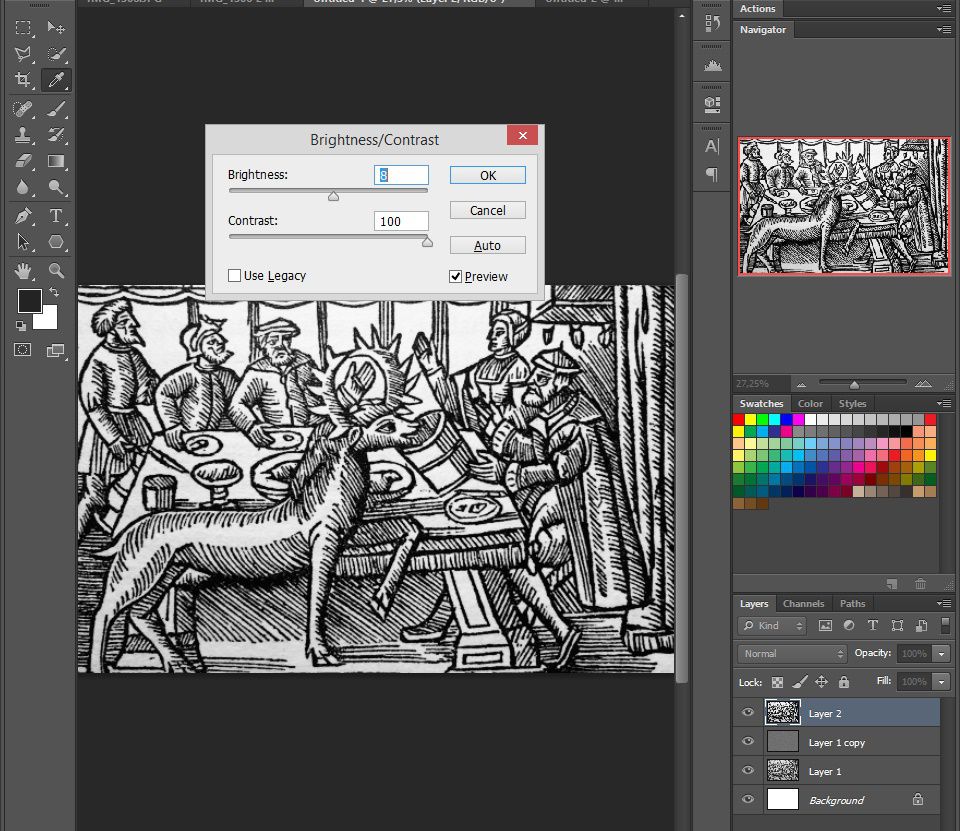 Actions
Navigator
Brightness/Contrast
Brightness:
8
OK
Contrast:
100
Cancel
Auto
Use Legacy
Preview
27,25%
Swatches
Color
Styles
Layers
Channels
Paths
Kind
Normal
Opacity:
100%
Lock:
Fill:
100%
Layer 2
Layer 1 copy
Layer 1
Background